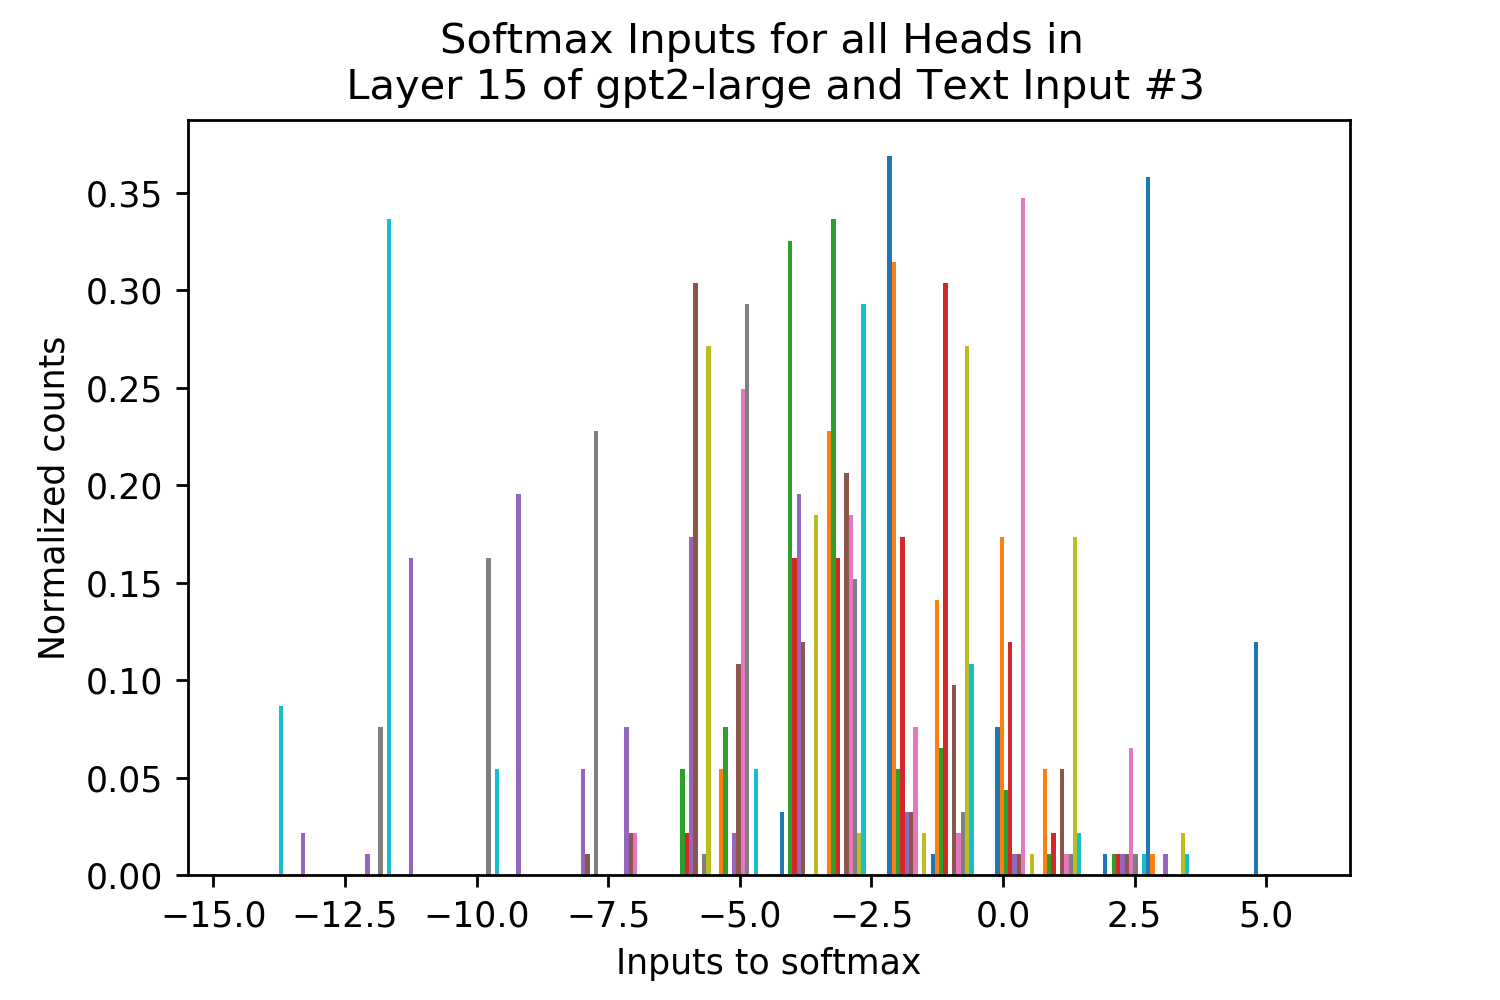 Softmax Inputs for all Heads in
Layer 15 of gpt2-large and Text Input #3
Normalized counts
0.35
0.30
0.25
0.20
0.15
0.10
0.05
0.00
−15.0 −12.5 −10.0 −7.5 −5.0 −2.5 0.0 2.5 5.0
Inputs to softmax